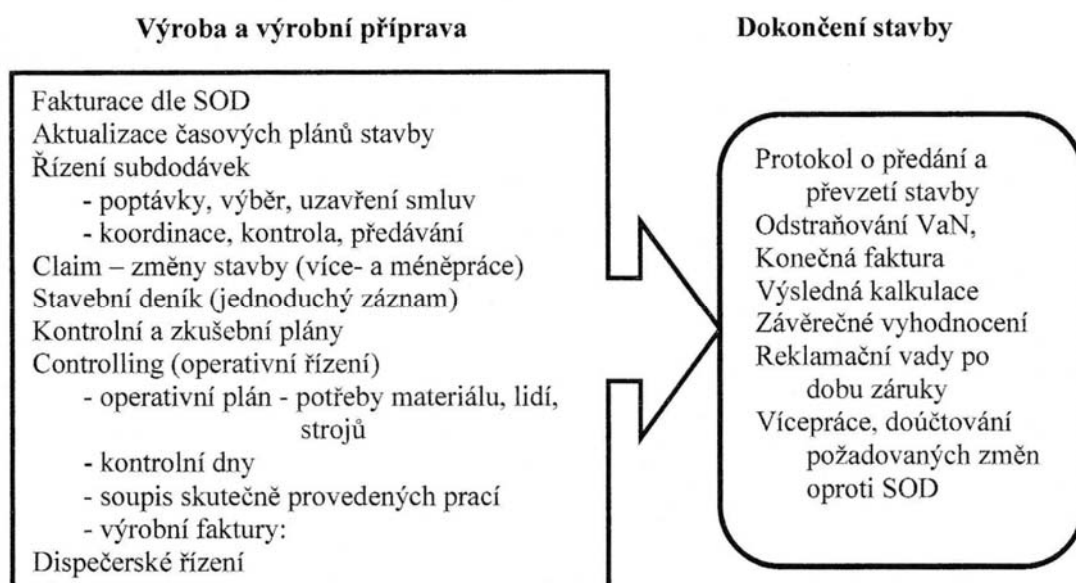 Výroba a výrobní příprava
Fakturace dle SOD
Aktualizace časových plánů stavby
Řízení subdodávek
- poptávky, výběr, uzavření smluv
- koordinace, kontrola, předávání
Claim – změny stavby (více- a méněpráce)
Stavební deník (jednoduchý záznam)
Kontrolní a zkušební plány
Controlling (operativní řízení)
- operativní plán - potřeby materiálu, lidí,
strojů
- kontrolní dny
- soupis skutečně provedených prací
- výrobní faktury:
Dispečerské řízení
Dokončení stavby
Protokol o předání a
převzetí stavby
Odstraňování VaN,
Konečná faktura
Výsledná kalkulace
Závěrečné vyhodnocení
Reklamační vady po
dobu záruky
Vícepráce, doúčtování
požadovaných změn
oproti SOD